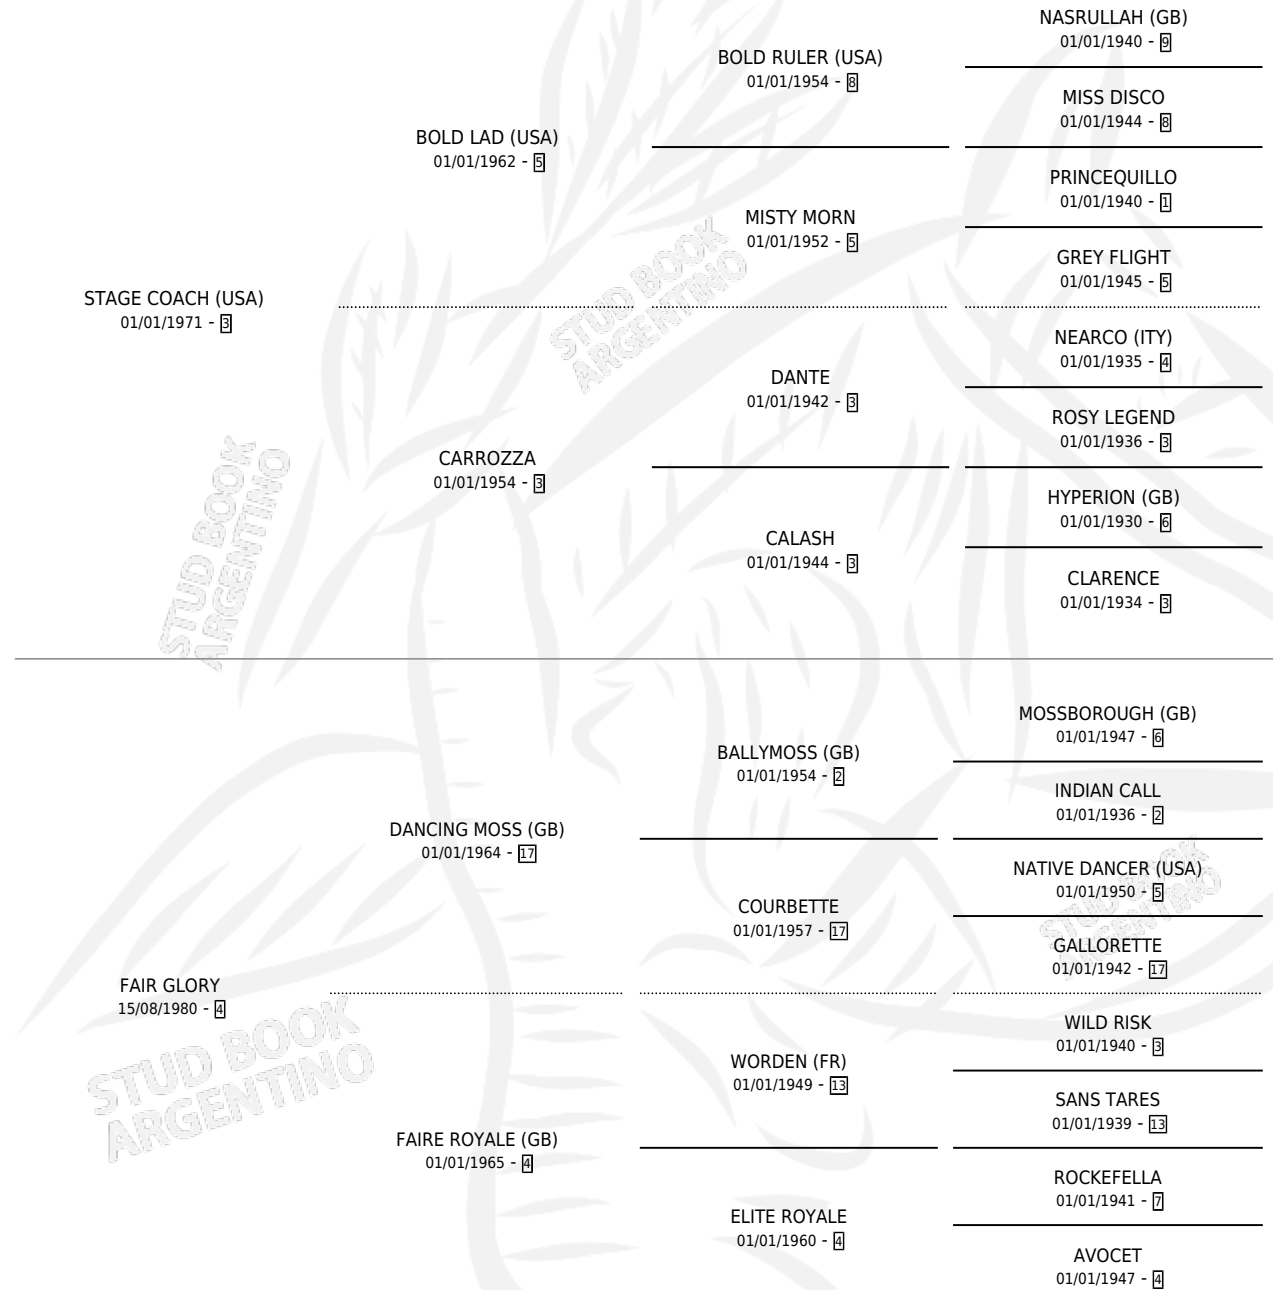 NASRULLAH (GB)
01/01/1940 - 9
BOLD RULER (USA)
01/01/1954 - 8
MISS DISCO
01/01/1944 - 8
BOLD LAD (USA)
01/01/1962 - 5
PRINCEQUILLO
01/01/1940 - 1
MISTY MORN
01/01/1952 - 5
GREY FLIGHT
01/01/1945 - 5
STAGE COACH (USA)
01/01/1971 - 3
NEARCO (ITY)
01/01/1935 - 4
DANTE
01/01/1942 - 3
ROSY LEGEND
01/01/1936 - 3
CARROZZA
01/01/1954 - 3
HYPERION (GB)
01/01/1930 - 6
CALASH
01/01/1944 - 3
CLARENCE
01/01/1934 - 3
MOSSBOROUGH (GB)
01/01/1947 - 6
BALLYMOSS (GB)
01/01/1954 - 2
INDIAN CALL
01/01/1936 - 2
DANCING MOSS (GB)
01/01/1964 - 17
NATIVE DANCER (USA)
01/01/1950 - 5
COURBETTE
01/01/1957 - 17
GALLORETTE
01/01/1942 - 17
FAIR GLORY
15/08/1980 - 4
WILD RISK
01/01/1940 - 3
WORDEN (FR)
01/01/1949 - 13
SANS TARES
01/01/1939 - 13
FAIRE ROYALE (GB)
01/01/1965 - 4
ROCKEFELLA
01/01/1941 - 7
ELITE ROYALE
01/01/1960 - 4
AVOCET
01/01/1947 - 4
STUD BOOK
ARGENTINO
STUD BOOK
ARGENTINO
STUD BOOK
ARGENTINO
STUD BOOK
ARGENTINO